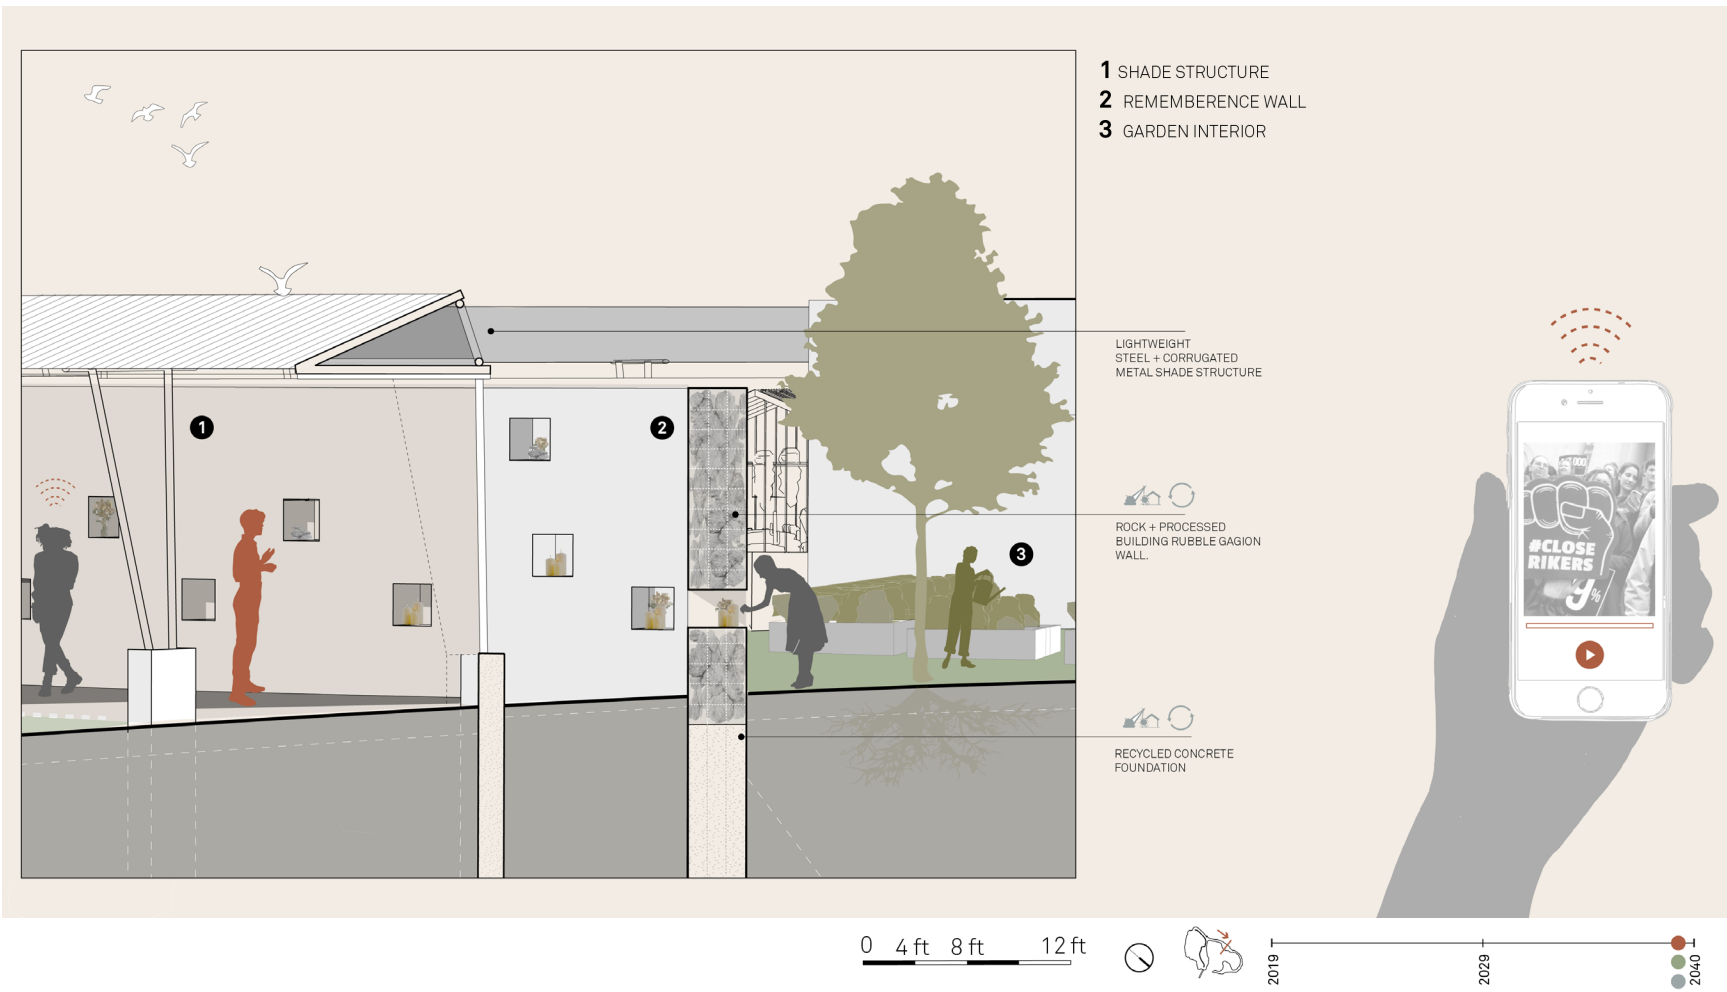 1 SHADE STRUCTURE
2 REMEMBERENCE WALL
3 GARDEN INTERIOR
LIGHTWEIGHT
STEEL + CORRUGATED
METAL SHADE STRUCTURE
1
2
3
ROCK + PROCESSED
BUILDING RUBBLE GAGION
WALL.
RECYCLED CONCRETE
FOUNDATION
#CLOSE
RIKERS
9%
0 4 ft 8 ft 12 ft
2019
2029
2040